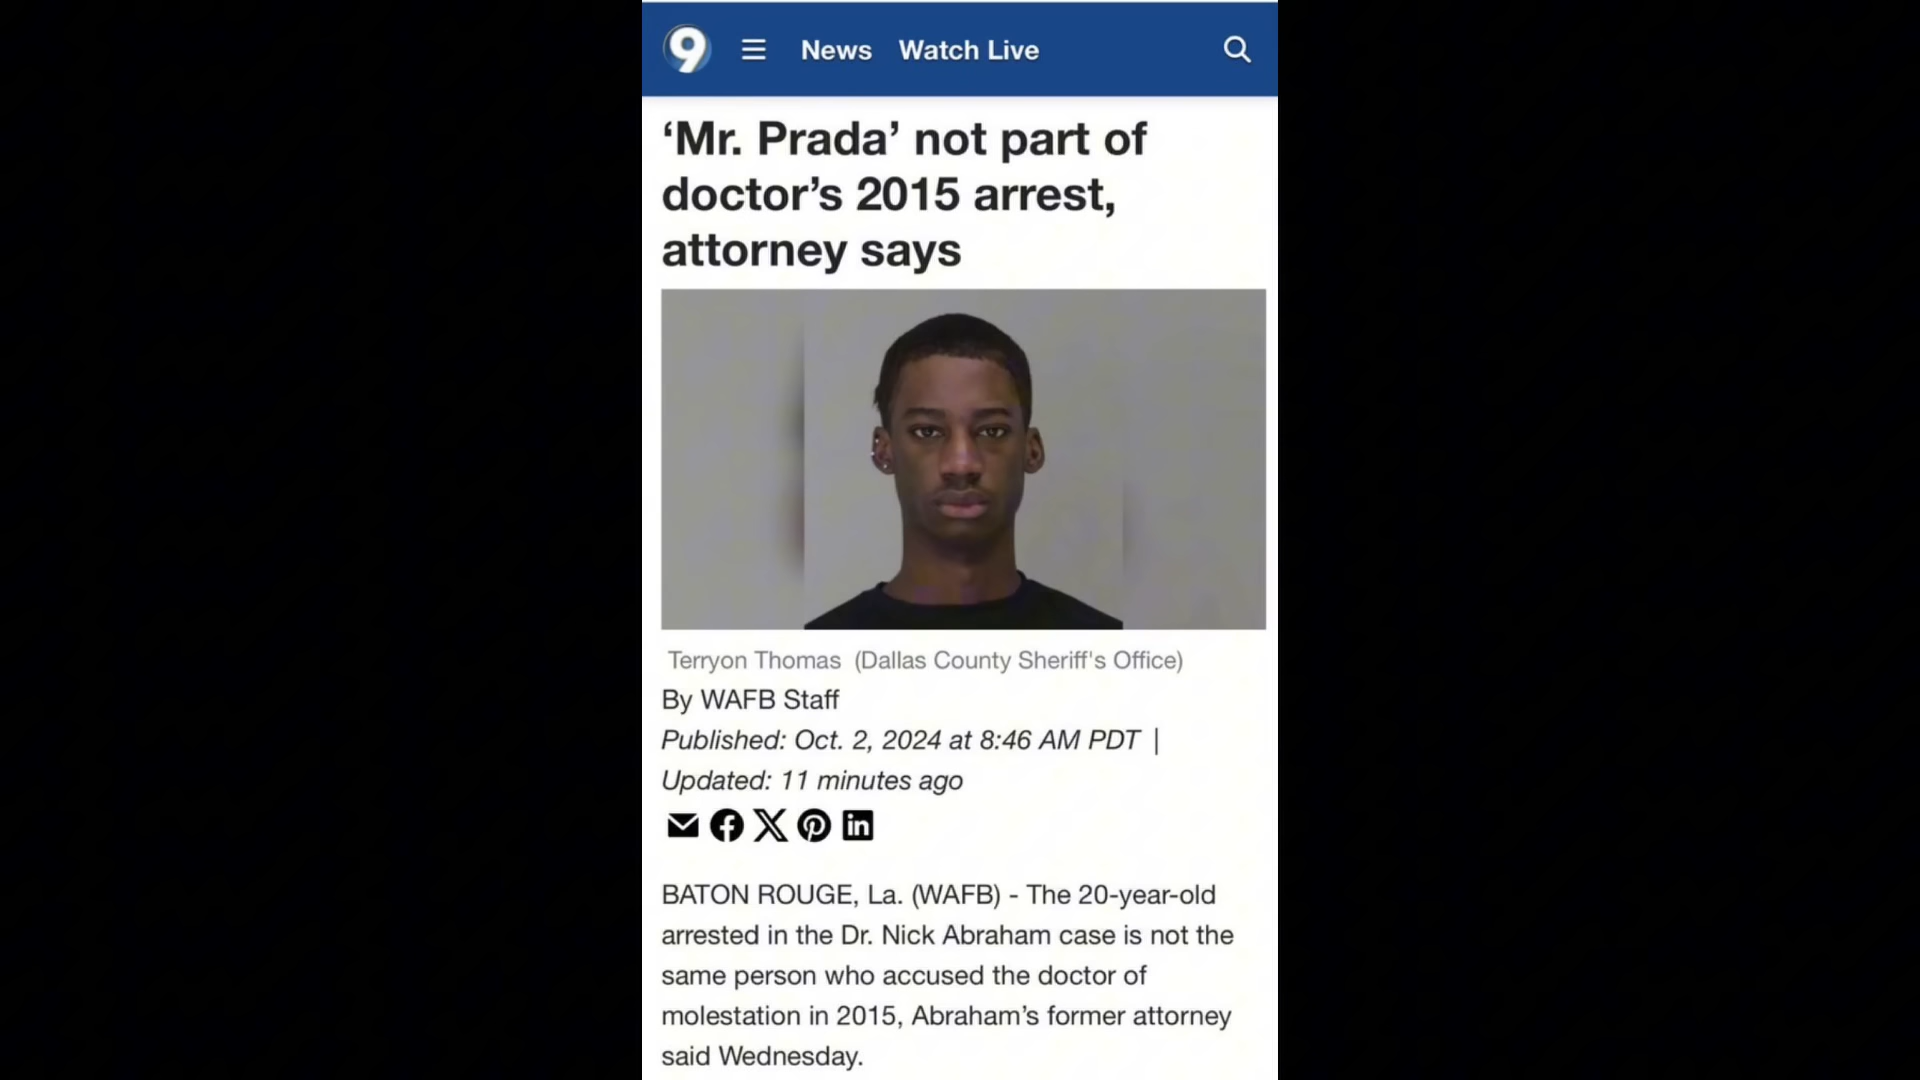 9 News Watch Live
‘Mr. Prada’ not part of
doctor’s 2015 arrest,
attorney says
Terryon Thomas (Dallas County Sheriff's Office)
By WAFB Staff
Published: Oct. 2, 2024 at 8:46 AM PDT |
Updated: 11 minutes ago
BATON ROUGE, La. (WAFB) - The 20-year-old
arrested in the Dr. Nick Abraham case is not the
same person who accused the doctor of
molestation in 2015, Abraham’s former attorney
said Wednesday.